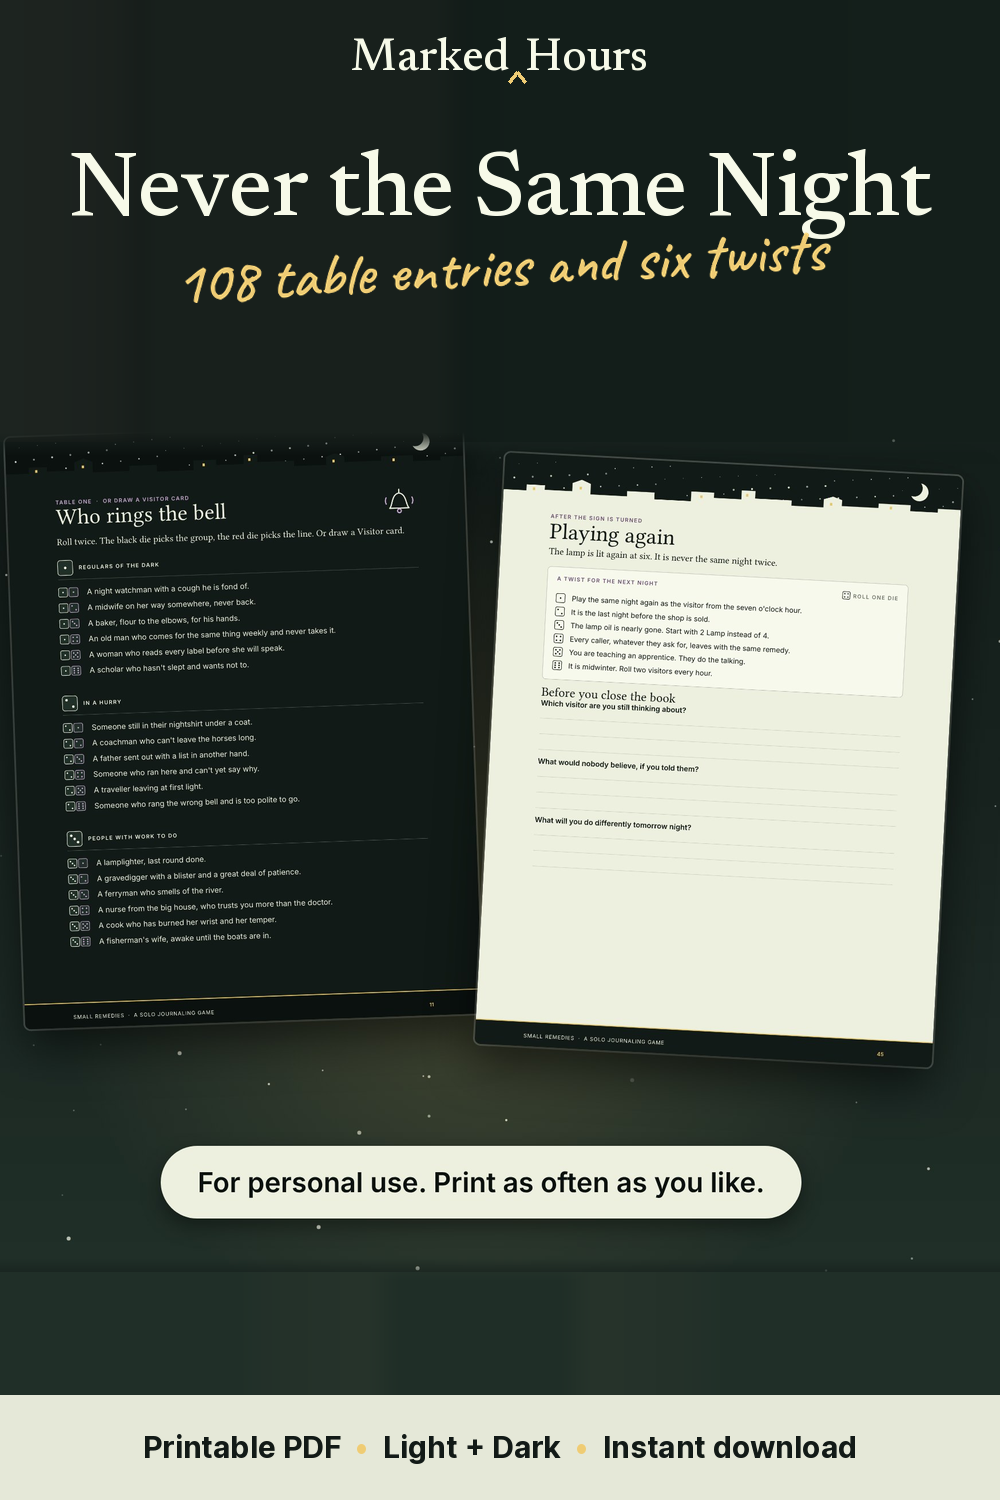 Marked Hours
Never the Same Night
108 table entries and six twists
TABLE ONE · OR DRAW A VISITOR CARD
Who rings the bell
Roll twice. The black die picks the group, the red die picks the line. Or draw a Visitor card.
REGULARS OF THE DARK
A night watchman with a cough he is fond of.
A midwife on her way somewhere, never back.
A baker, flour to the elbows, for his hands.
An old man who comes for the same thing weekly and never takes it.
A woman who reads every label before she will speak.
A scholar who hasn't slept and wants not to.
IN A HURRY
Someone still in their nightshirt under a coat.
A coachman who can't leave the horses long.
A father sent out with a list in another hand.
Someone who ran here and can't yet say why.
A traveller leaving at first light.
Someone who rang the wrong bell and is too polite to go.
PEOPLE WITH WORK TO DO
A lamplighter, last round done.
A gravedigger with a blister and a great deal of patience.
A ferryman who smells of the river.
A nurse from the big house, who trusts you more than the doctor.
A cook who has burned her wrist and her temper.
A fisherman's wife, awake until the boats are in.
SMALL REMEDIES · A SOLO JOURNALING GAME
11
AFTER THE SIGN IS TURNED
Playing again
The lamp is lit again at six. It is never the same night twice.
A TWIST FOR THE NEXT NIGHT
ROLL ONE DIE
Play the same night again as the visitor from the seven o'clock hour.
It is the last night before the shop is sold.
The lamp oil is nearly gone. Start with 2 Lamp instead of 4.
Every caller, whatever they ask for, leaves with the same remedy.
You are teaching an apprentice. They do the talking.
It is midwinter. Roll two visitors every hour.
Before you close the book
Which visitor are you still thinking about?
What would nobody believe, if you told them?
What will you do differently tomorrow night?
SMALL REMEDIES · A SOLO JOURNALING GAME
45
For personal use. Print as often as you like.
Printable PDF • Light + Dark • Instant download